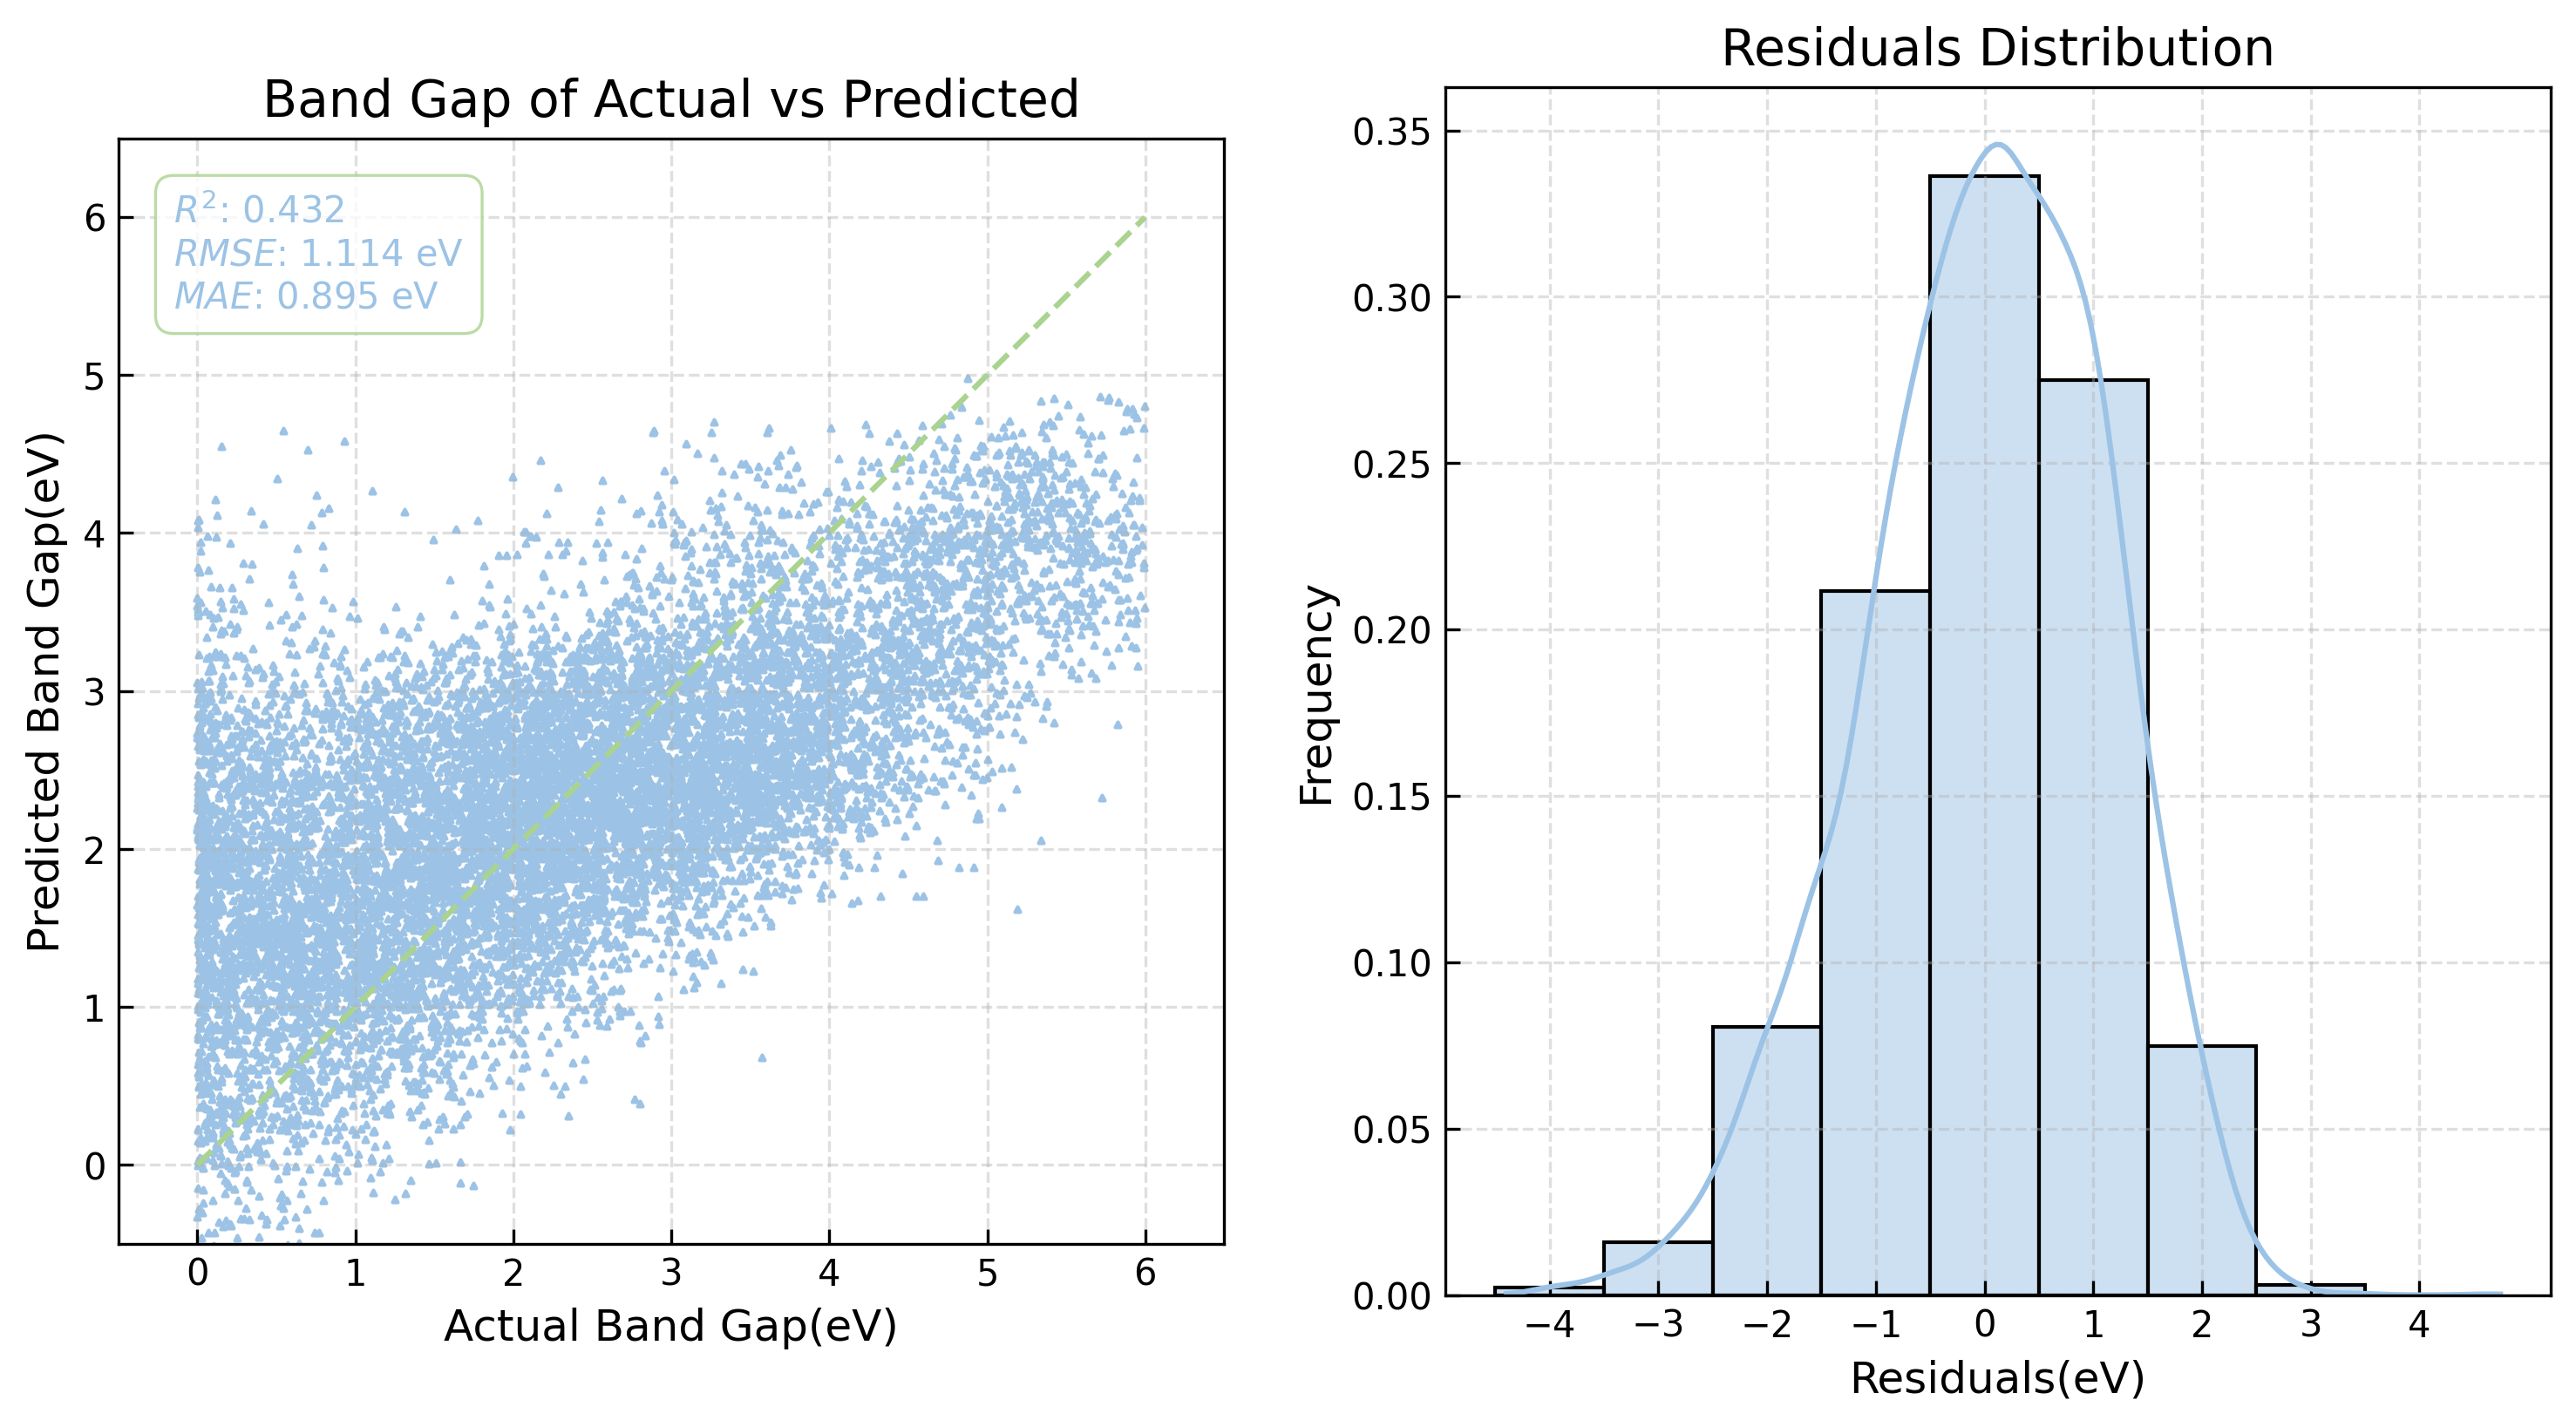 Band Gap of Actual vs Predicted
R²: 0.432
RMSE: 1.114 eV
MAE: 0.895 eV
6
5
4
3
2
1
0
Predicted Band Gap(eV)
0 1 2 3 4 5 6
Actual Band Gap(eV)
Residuals Distribution
0.35
0.30
0.25
0.20
0.15
0.10
0.05
0.00
Frequency
−4 −3 −2 −1 0 1 2 3 4
Residuals(eV)